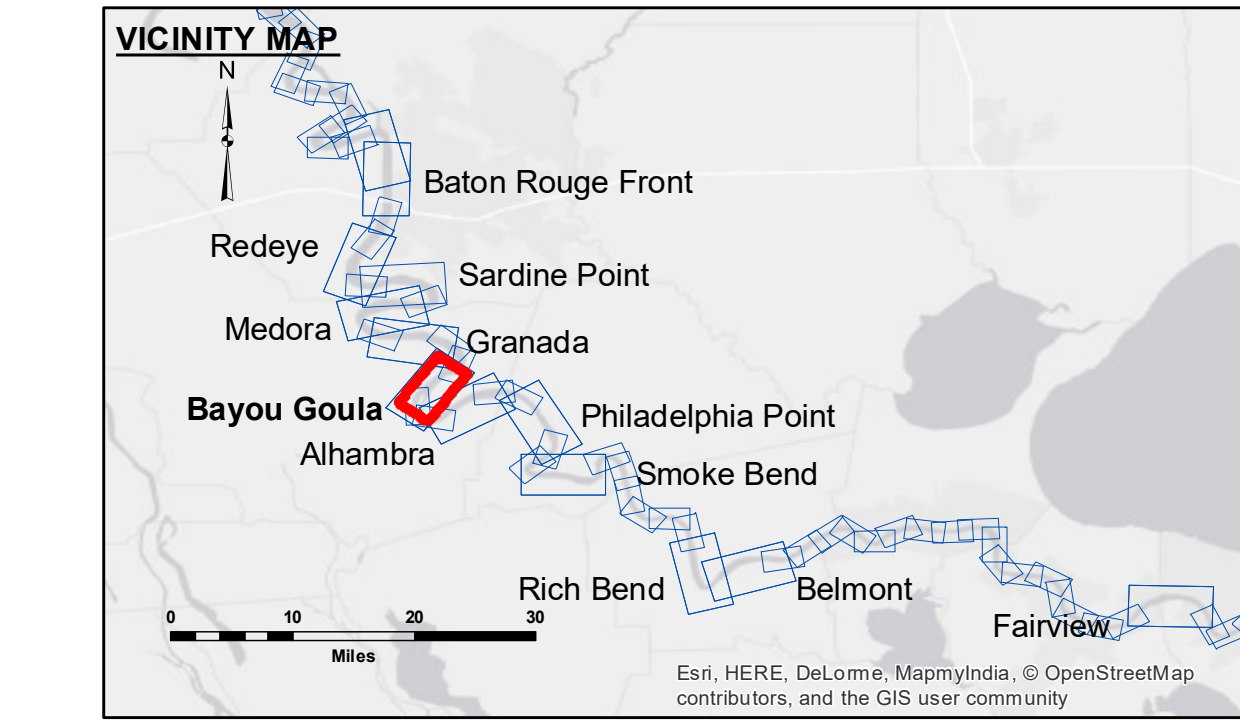 VICINITY MAP
N
Baton Rouge Front
Redeye
Sardine Point
Medora
Granada
Bayou Goula
Philadelphia Point
Alhambra
Smoke Bend
Rich Bend
Belmont
0 10 20 30
Miles
Fairview
Esri, HERE, DeLorme, MapmyIndia, © OpenStreetMap
contributors, and the GIS user community